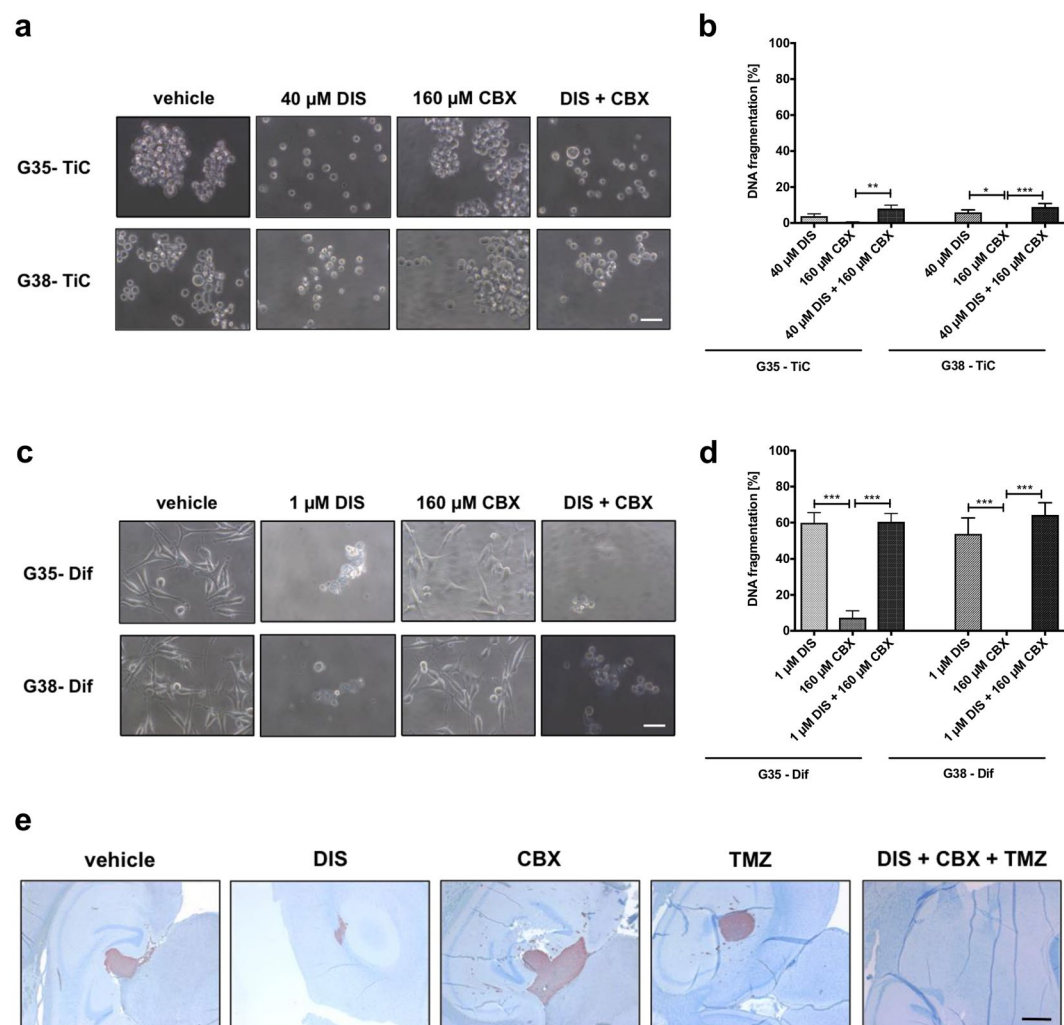 a
vehicle 40 µM DIS 160 µM CBX DIS + CBX
G35- TiC
G38- TiC
b
DNA fragmentation [%]
100
80
60
40
20
0
** * ***
40 µM DIS 160 µM CBX 40 µM DIS + 160 µM CBX 40 µM DIS 160 µM CBX 40 µM DIS + 160 µM CBX
G35 - TiC G38 - TiC
c
vehicle 1 µM DIS 160 µM CBX DIS + CBX
G35- Dif
G38- Dif
d
DNA fragmentation [%]
100
80
60
40
20
0
*** *** *** ***
1 µM DIS 160 µM CBX 1 µM DIS + 160 µM CBX 1 µM DIS 160 µM CBX 1 µM DIS + 160 µM CBX
G35 - Dif G38 - Dif
e
vehicle DIS CBX TMZ DIS + CBX + TMZ